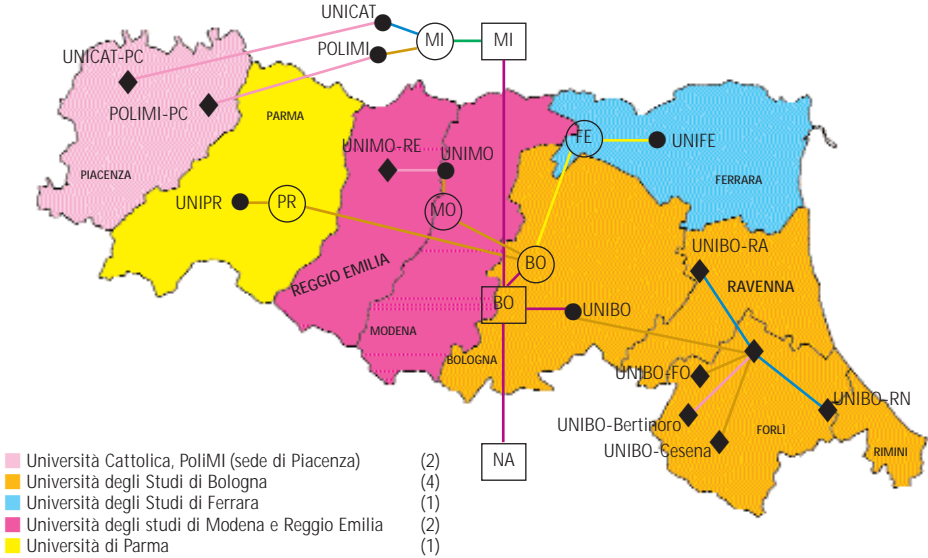 UNICAT
MI
MI
POLIMI
UNICAT-PC
POLIMI-PC
PARMA
FE
UNIFE
UNIMO-RE
UNIMO
PIACENZA
FERRARA
UNIPR
PR
MO
UNIBO-RA
BO
REGGIO EMILIA
RAVENNA
BO
UNIBO
MODENA
BOLOGNA
UNIBO-FO
UNIBO-RN
UNIBO-Bertinoro
FORLÌ
UNIBO-Cesena
RIMINI
NA
Università Cattolica, PoliMI (sede di Piacenza) (2)
Università degli Studi di Bologna (4)
Università degli Studi di Ferrara (1)
Università degli studi di Modena e Reggio Emilia (2)
Università di Parma (1)